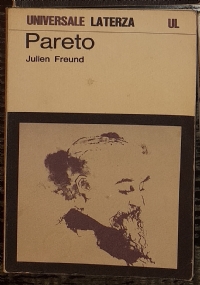 UNIVERSALE LATERZA UL
Pareto
Julien Freund